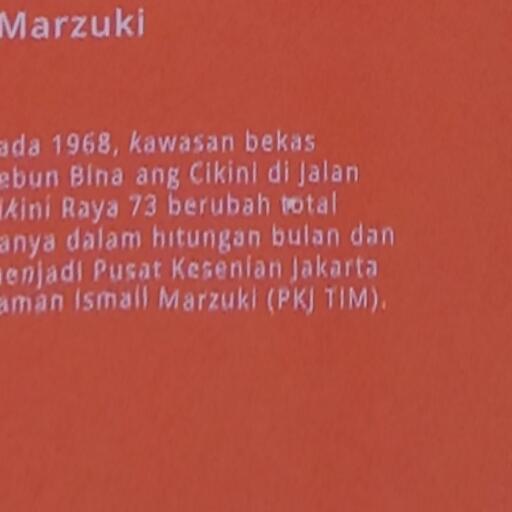 Marzuki
ada 1968, kawasan bekas
ebun Bina ang Cikini di Jalan
ikini Raya 73 berubah total
anya dalam hitungan bulan dan
enjadi Pusat Kesenian Jakarta
aman Ismail Marzuki (PKJ TIM).